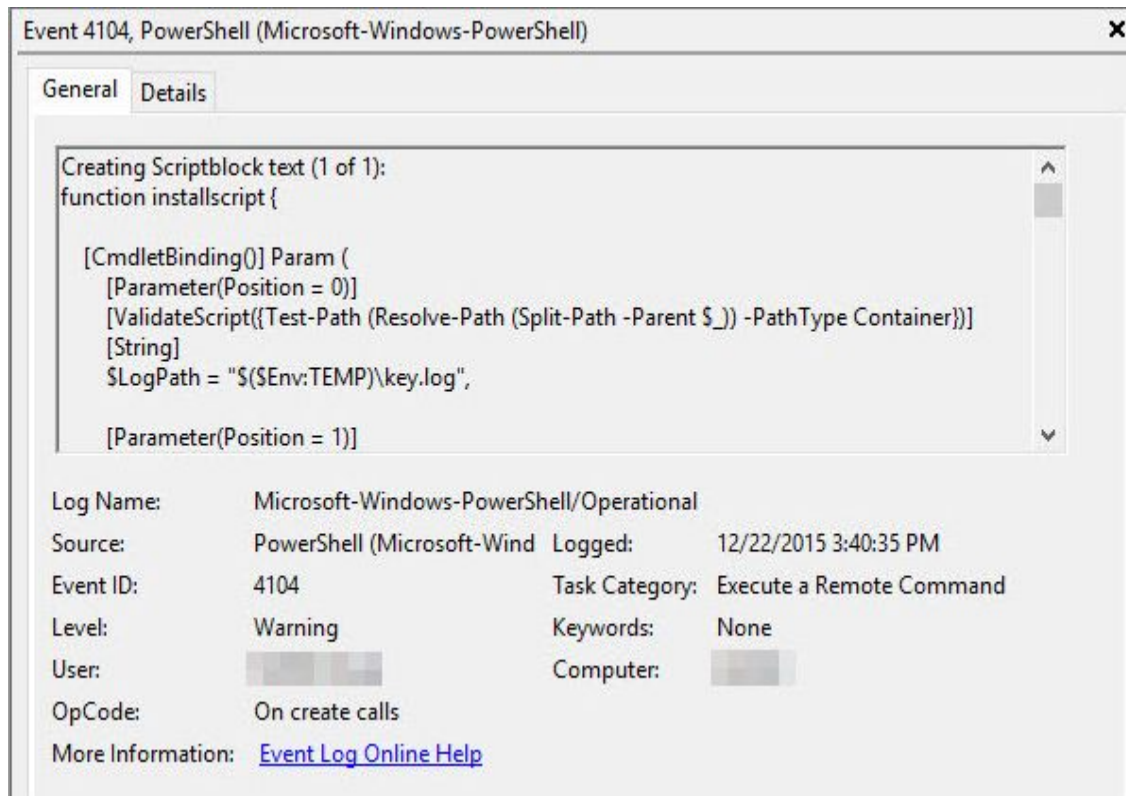 Event 4104, PowerShell (Microsoft-Windows-PowerShell)
General Details
Creating Scriptblock text (1 of 1):
function installscript {
[CmdletBinding()] Param (
[Parameter(Position = 0)]
[ValidateScript({Test-Path (Resolve-Path (Split-Path -Parent $_)) -PathType Container})]
[String]
$LogPath = "$($Env:TEMP)\key.log",
[Parameter(Position = 1)]
Log Name: Microsoft-Windows-PowerShell/Operational
Source: PowerShell (Microsoft-Wind Logged: 12/22/2015 3:40:35 PM
Event ID: 4104 Task Category: Execute a Remote Command
Level: Warning Keywords: None
User: Computer:
OpCode: On create calls
More Information: Event Log Online Help